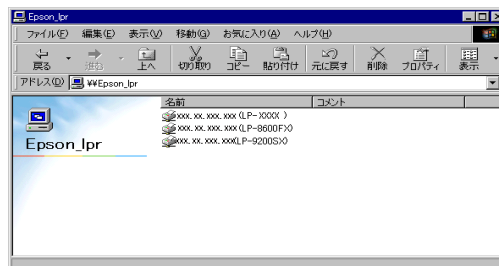 Epson_lpr
ファイル(F) 編集(E) 表示(V) 移動(G) お気に入り(A) ヘルプ(H)
戻る 進む 上へ 切り取り コピー 貼り付け 元に戻す 削除 プロパティ 表示
アドレス(D) ¥¥Epson_lpr
名前 コメント
Epson_lpr
xxx. xx. xxx. xxx (LP-XXXX )
xxx. xx. xxx. xxx (LP-8600FX)
xxx. xx. xxx. xxx(LP-9200SX)